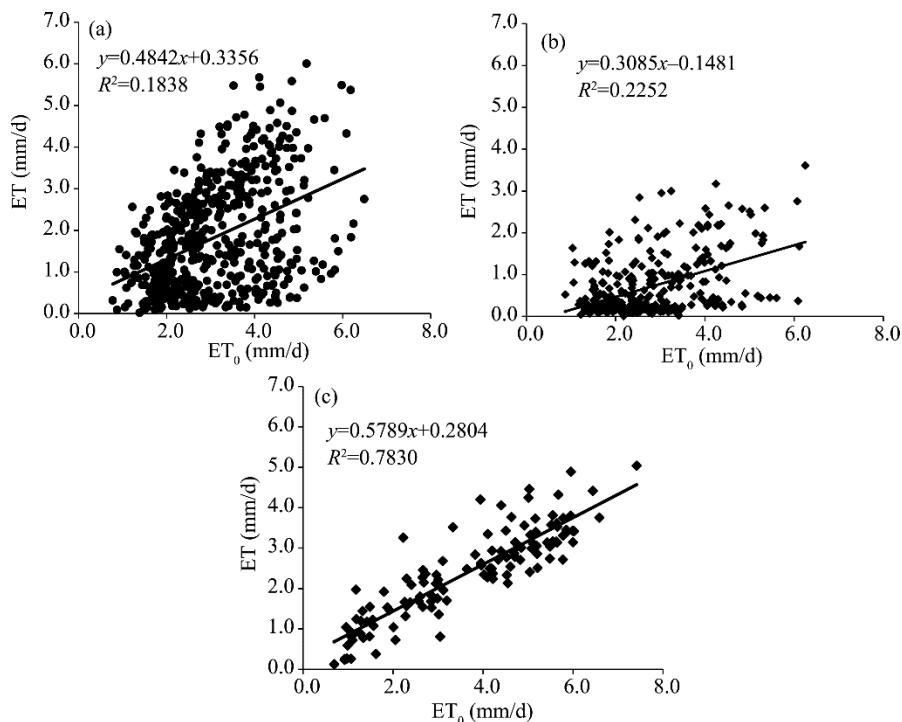 (a)
y=0.4842x+0.3356
R²=0.1838
7.0
6.0
5.0
4.0
3.0
2.0
1.0
0.0
ET (mm/d)
0.0 2.0 4.0 6.0 8.0
ET₀ (mm/d)
(b)
y=0.3085x–0.1481
R²=0.2252
7.0
6.0
5.0
4.0
3.0
2.0
1.0
0.0
ET (mm/d)
0.0 2.0 4.0 6.0 8.0
ET₀ (mm/d)
(c)
y=0.5789x+0.2804
R²=0.7830
7.0
6.0
5.0
4.0
3.0
2.0
1.0
0.0
ET (mm/d)
0.0 2.0 4.0 6.0 8.0
ET₀ (mm/d)